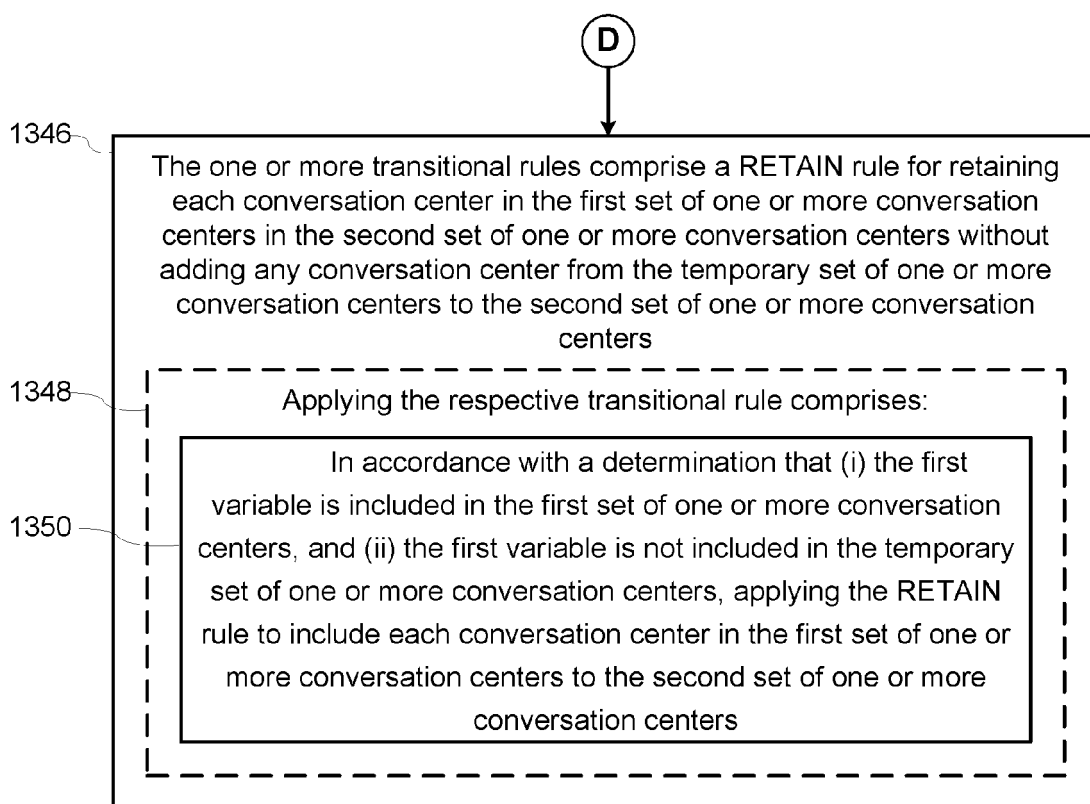 D
1346
The one or more transitional rules comprise a RETAIN rule for retaining
each conversation center in the first set of one or more conversation
centers in the second set of one or more conversation centers without
adding any conversation center from the temporary set of one or more
conversation centers to the second set of one or more conversation
centers
1348
Applying the respective transitional rule comprises:
1350
In accordance with a determination that (i) the first
variable is included in the first set of one or more conversation
centers, and (ii) the first variable is not included in the temporary
set of one or more conversation centers, applying the RETAIN
rule to include each conversation center in the first set of one or
more conversation centers to the second set of one or more
conversation centers